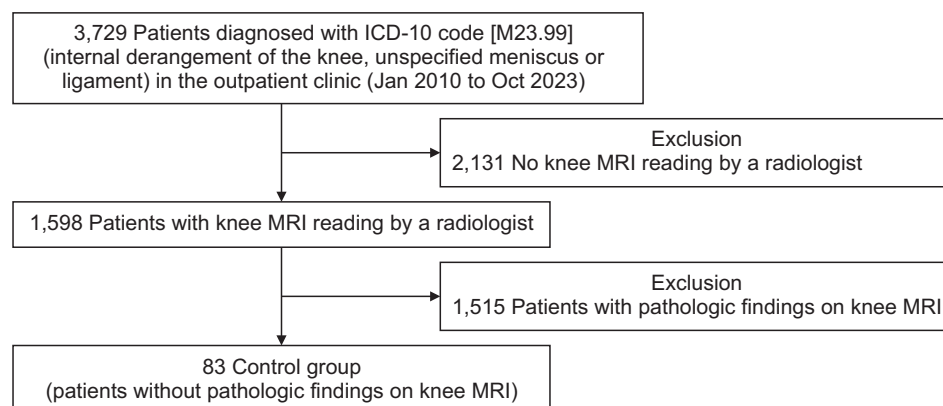 3,729 Patients diagnosed with ICD-10 code [M23.99]
(internal derangement of the knee, unspecified meniscus or
ligament) in the outpatient clinic (Jan 2010 to Oct 2023)
Exclusion
2,131 No knee MRI reading by a radiologist
1,598 Patients with knee MRI reading by a radiologist
Exclusion
1,515 Patients with pathologic findings on knee MRI
83 Control group
(patients without pathologic findings on knee MRI)